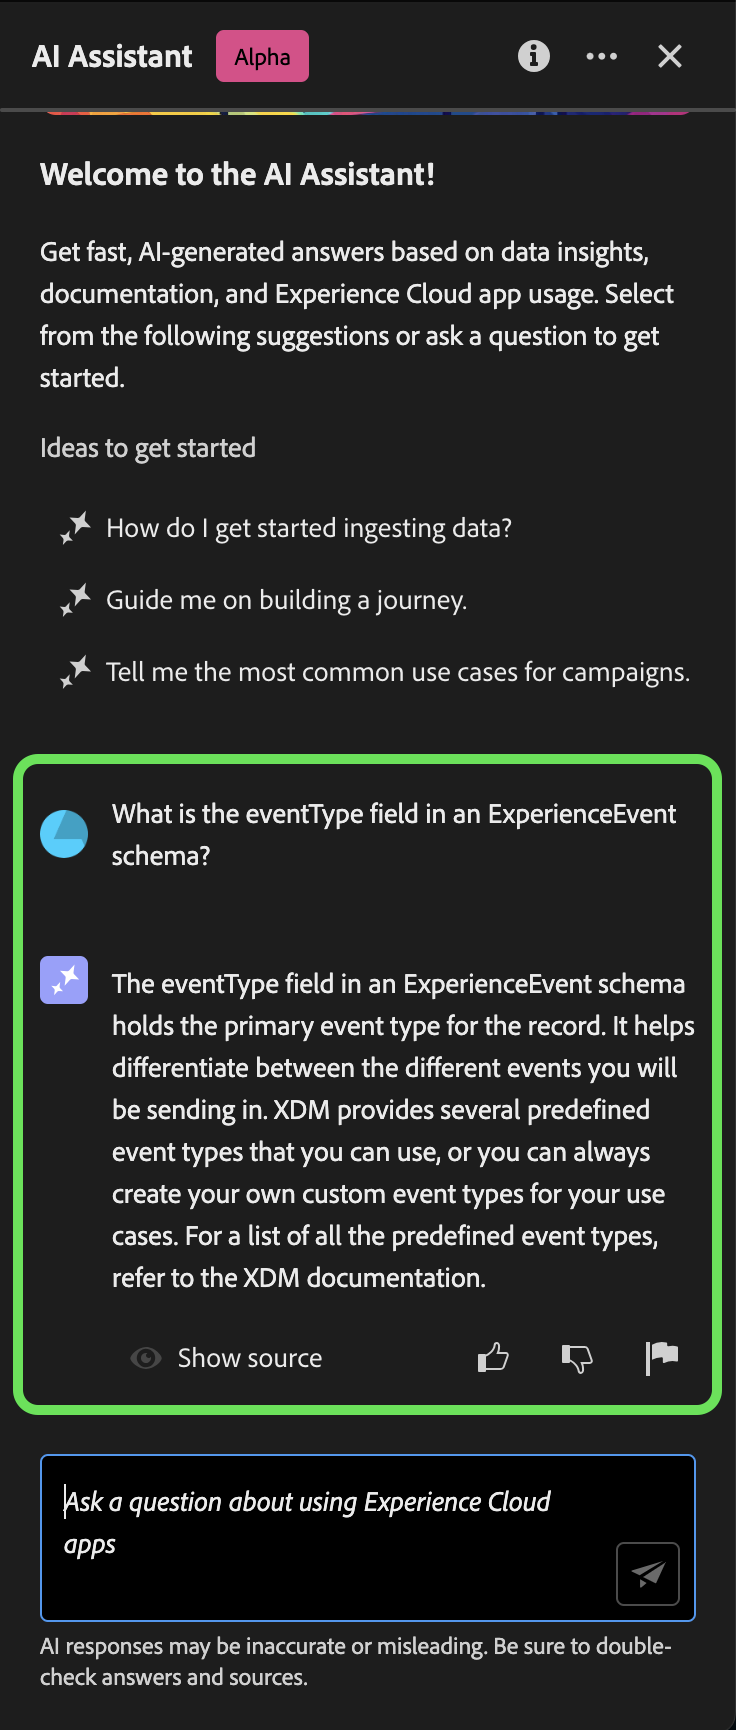 AI Assistant Alpha
Welcome to the AI Assistant!
Get fast, AI-generated answers based on data insights,
documentation, and Experience Cloud app usage. Select
from the following suggestions or ask a question to get
started.
Ideas to get started
How do I get started ingesting data?
Guide me on building a journey.
Tell me the most common use cases for campaigns.
What is the eventType field in an ExperienceEvent
schema?
The eventType field in an ExperienceEvent schema
holds the primary event type for the record. It helps
differentiate between the different events you will
be sending in. XDM provides several predefined
event types that you can use, or you can always
create your own custom event types for your use
cases. For a list of all the predefined event types,
refer to the XDM documentation.
Show source
Ask a question about using Experience Cloud
apps
AI responses may be inaccurate or misleading. Be sure to double-
check answers and sources.